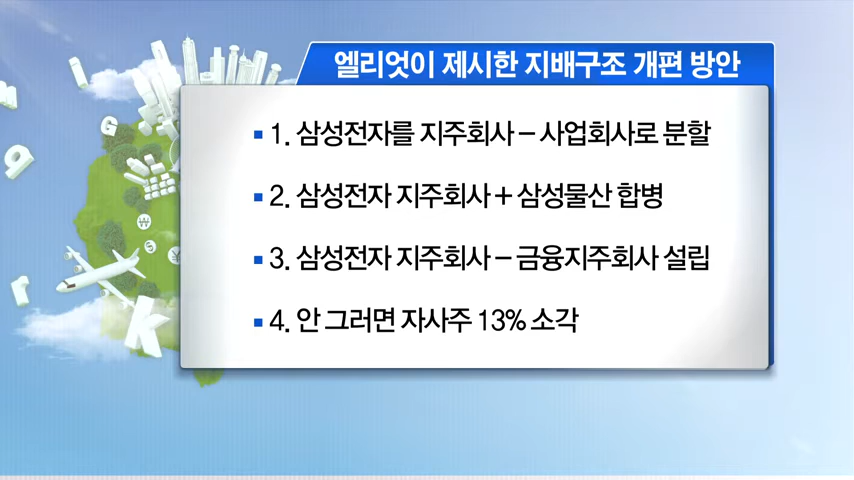 엘리엇이 제시한 지배구조 개편 방안
▪ 1. 삼성전자를 지주회사 – 사업회사로 분할
▪ 2. 삼성전자 지주회사 + 삼성물산 합병
▪ 3. 삼성전자 지주회사 – 금융지주회사 설립
▪ 4. 안 그러면 자사주 13% 소각
G
9
₩
$
¥
k